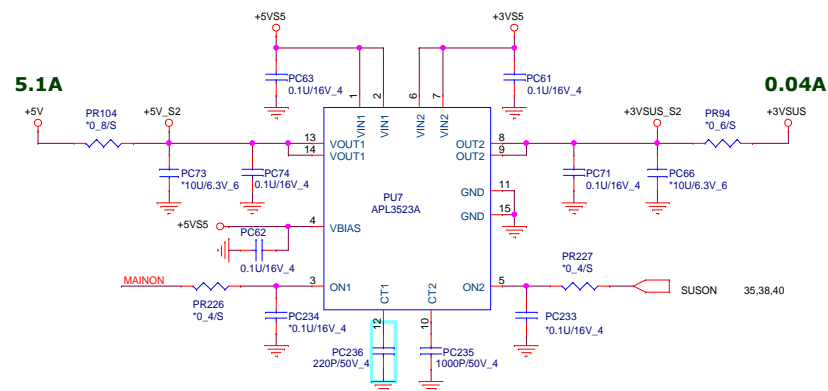 +5VS5
+3VS5
5.1A
0.04A
PC63
0.1U/16V_4
PC61
0.1U/16V_4
1
2
6
7
VIN1
VIN1
VIN2
VIN2
+5V
PR104
*0_8/S
+5V_S2
+3VSUS_S2
PR94
*0_6/S
+3VSUS
13
VOUT1
14
VOUT1
8
OUT2
9
OUT2
PC73
*10U/6.3V_6
PC74
0.1U/16V_4
PC71
0.1U/16V_4
PC66
*10U/6.3V_6
PU7
APL3523A
11
GND
15
GND
+5VS5
4
VBIAS
PC62
0.1U/16V_4
MAINON
PR226
*0_4/S
3
ON1
5
ON2
PR227
*0_4/S
SUSON
35,38,40
CT1
CT2
PC234
*0.1U/16V_4
PC233
*0.1U/16V_4
12
10
PC236
220P/50V_4
PC235
1000P/50V_4